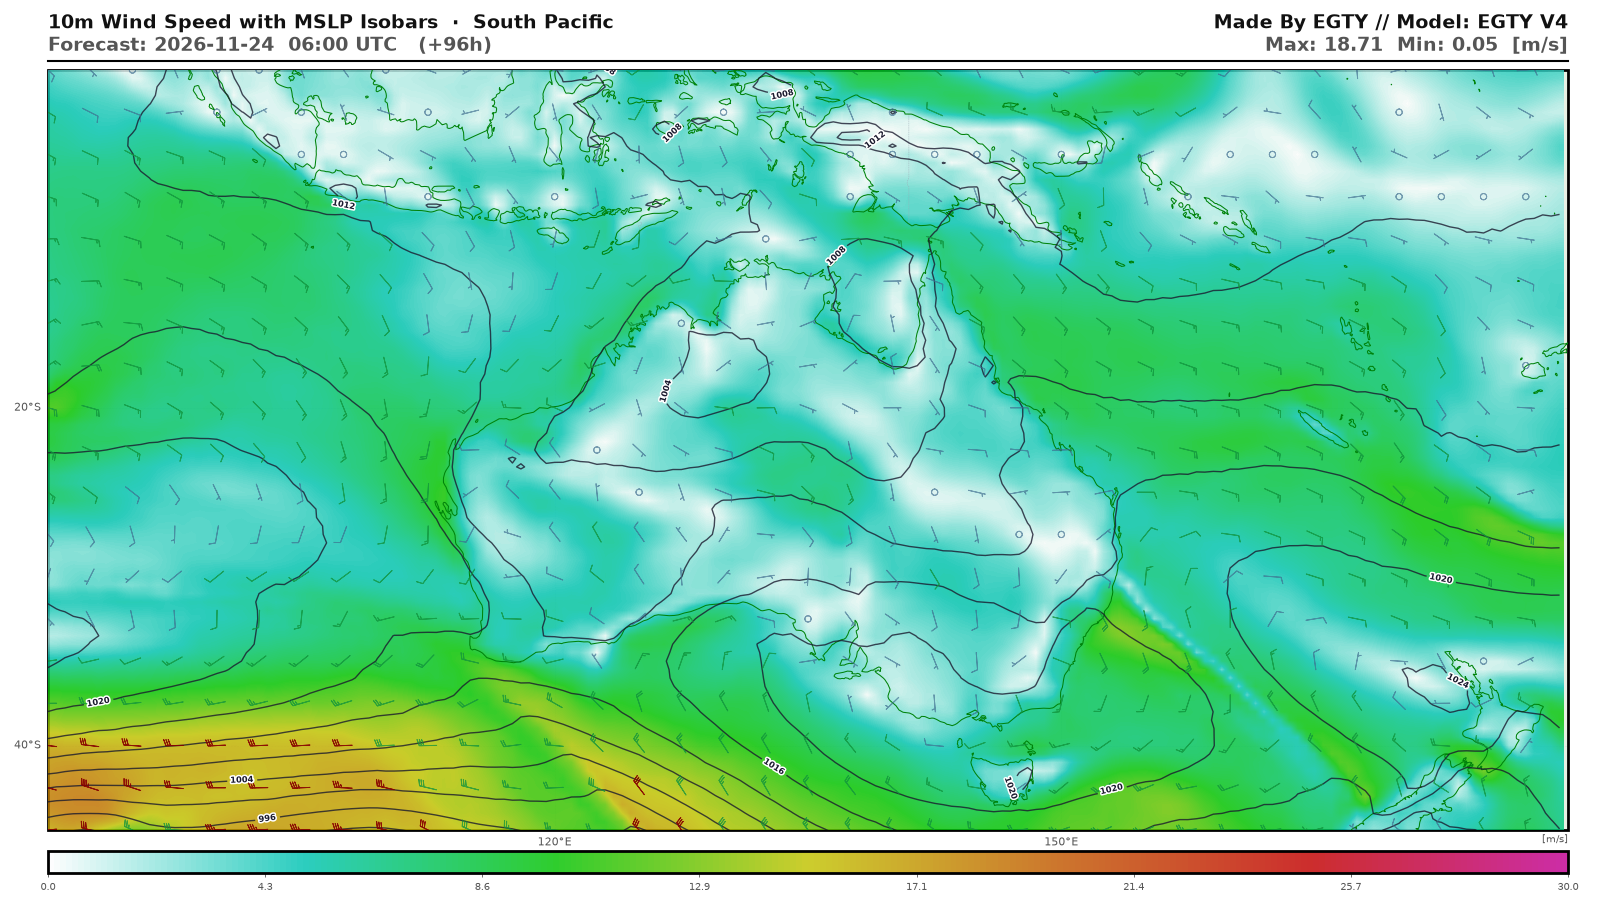 10m Wind Speed with MSLP Isobars · South Pacific
Made By EGTY // Model: EGTY V4
Forecast: 2026-11-24 06:00 UTC (+96h)
Max: 18.71 Min: 0.05 [m/s]
1008
1008
1012
1012
1008
1004
20°S
1020
1024
1020
40°S
1016
1004
1020
1020
996
120°E
150°E
[m/s]
0.0
4.3
8.6
12.9
17.1
21.4
25.7
30.0